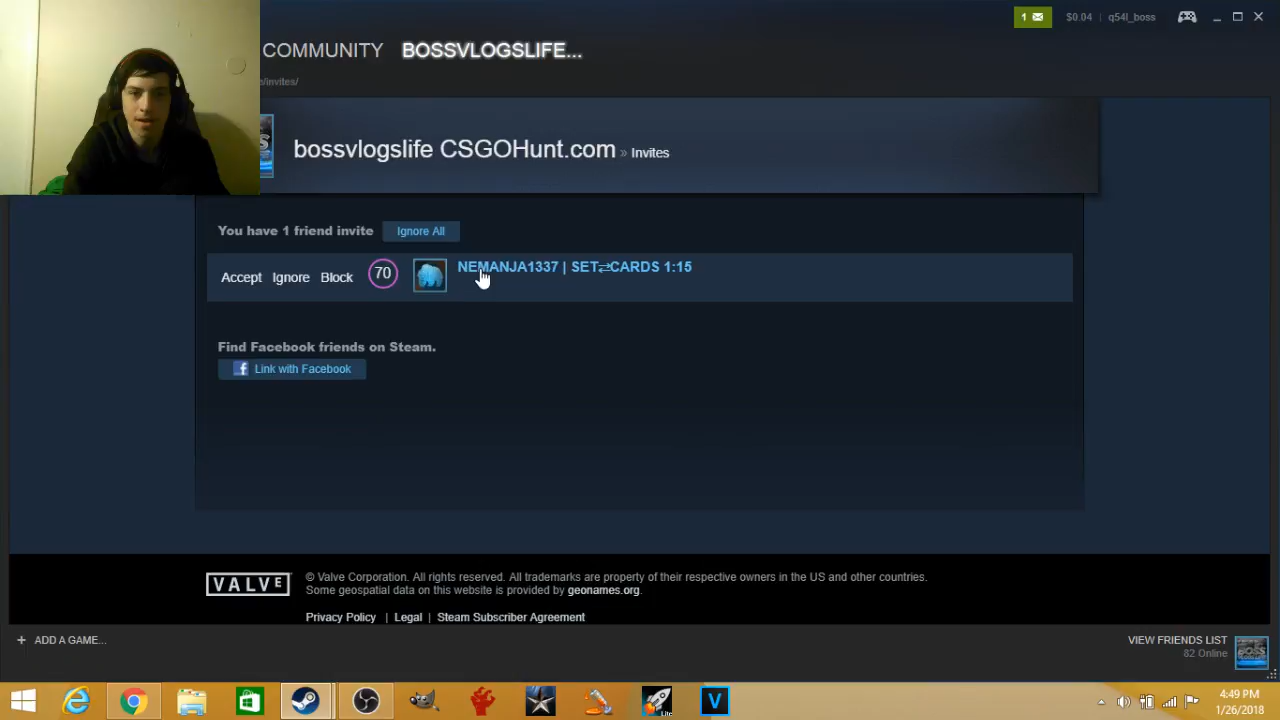 1
$0.04 | q54l_boss
COMMUNITY BOSSVLOGSLIFE...
/invites/
bossvlogslife CSGOHunt.com » Invites
You have 1 friend invite Ignore All
Accept Ignore Block 70 NEMANJA1337 | SET⇄CARDS 1:15
Find Facebook friends on Steam.
f Link with Facebook
VALVE
© Valve Corporation. All rights reserved. All trademarks are property of their respective owners in the US and other countries.
Some geospatial data on this website is provided by geonames.org.
Privacy Policy | Legal | Steam Subscriber Agreement
+ ADD A GAME...
VIEW FRIENDS LIST
82 Online
BOSS
Lite
V
4:49 PM
1/26/2018